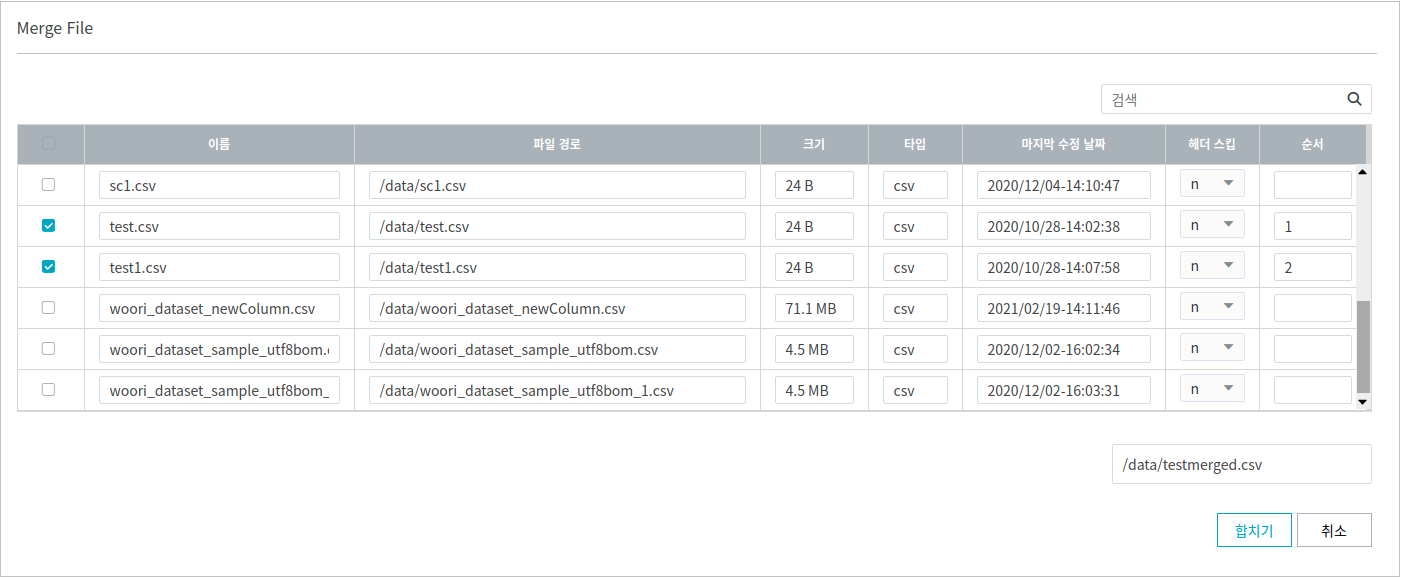 Merge File
검색
이름 파일 경로 크기 타입 마지막 수정 날짜 헤더 스킵 순서
sc1.csv /data/sc1.csv 24 B csv 2020/12/04-14:10:47 n
test.csv /data/test.csv 24 B csv 2020/10/28-14:02:38 n 1
test1.csv /data/test1.csv 24 B csv 2020/10/28-14:07:58 n 2
woori_dataset_newColumn.csv /data/woori_dataset_newColumn.csv 71.1 MB csv 2021/02/19-14:11:46 n
woori_dataset_sample_utf8bom. /data/woori_dataset_sample_utf8bom.csv 4.5 MB csv 2020/12/02-16:02:34 n
woori_dataset_sample_utf8bom_ /data/woori_dataset_sample_utf8bom_1.csv 4.5 MB csv 2020/12/02-16:03:31 n
/data/testmerged.csv
합치기 취소